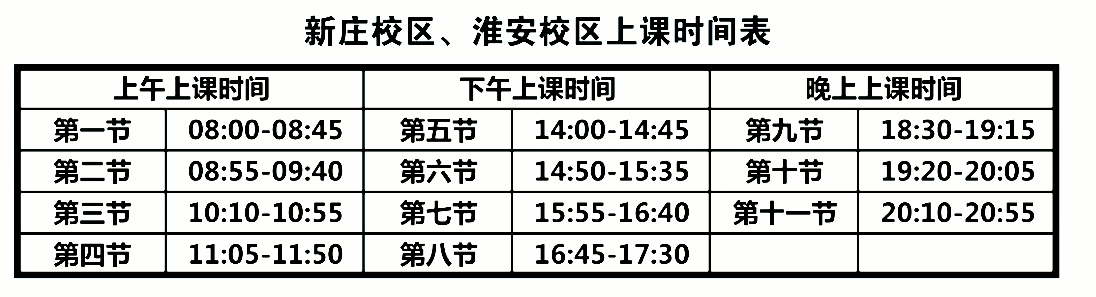 新庄校区、淮安校区上课时间表
上午上课时间 下午上课时间 晚上上课时间
第一节 08:00-08:45 第五节 14:00-14:45 第九节 18:30-19:15
第二节 08:55-09:40 第六节 14:50-15:35 第十节 19:20-20:05
第三节 10:10-10:55 第七节 15:55-16:40 第十一节 20:10-20:55
第四节 11:05-11:50 第八节 16:45-17:30